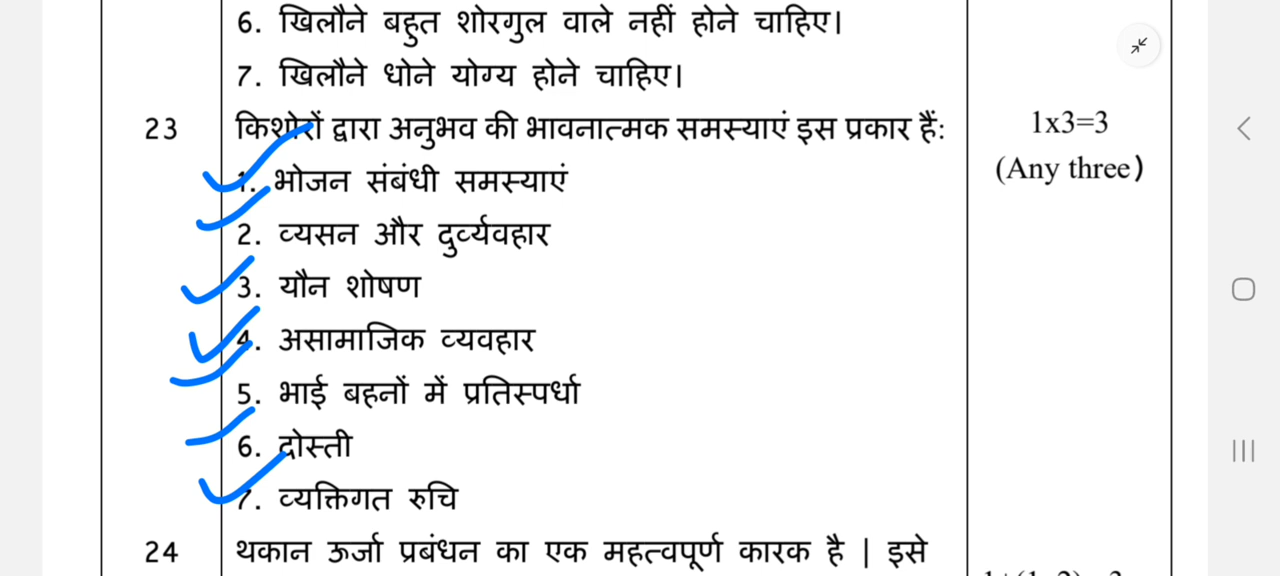 6. खिलौने बहुत शोरगुल वाले नहीं होने चाहिए।
7. खिलौने धोने योग्य होने चाहिए।
23 किशोरों द्वारा अनुभव की भावनात्मक समस्याएं इस प्रकार हैं: 1x3=3
1. भोजन संबंधी समस्याएं (Any three)
2. व्यसन और दुर्व्यवहार
3. यौन शोषण
4. असामाजिक व्यवहार
5. भाई बहनों में प्रतिस्पर्धा
6. दोस्ती
7. व्यक्तिगत रुचि
24 थकान ऊर्जा प्रबंधन का एक महत्वपूर्ण कारक है | इसे